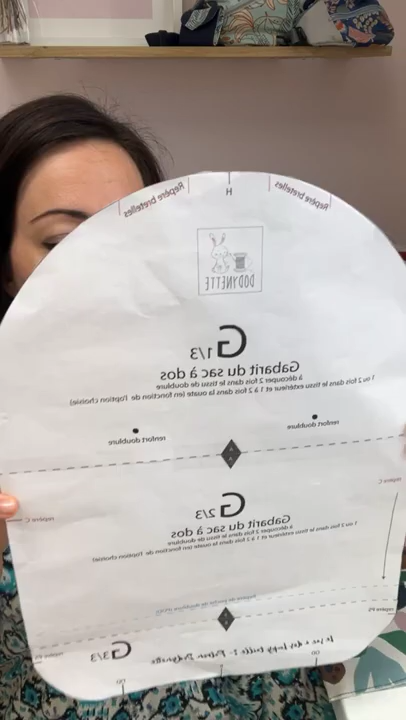 Repère bretelles
H
Repère bretelles
DODYNETTE
G 1/3
Gabarit du sac à dos
à découper 2 fois dans le tissu de doublure
1 ou 2 fois dans le tissu extérieur et 1 à 2 fois dans la ouate (en fonction de l'option choisie)
renfort doublure
renfort doublure
G 2/3
Gabarit du sac à dos
à découper 2 fois dans le tissu de doublure
1 ou 2 fois dans le tissu extérieur et 1 à 2 fois dans la ouate (en fonction de l'option choisie)
repère C
repère C
G 3/3